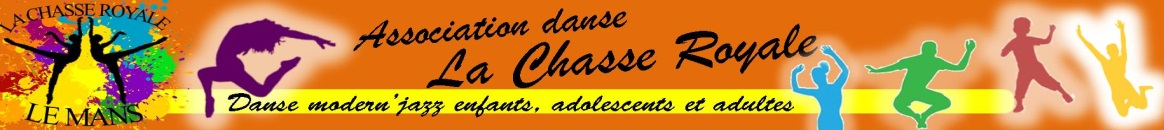 LA CHASSE ROYALE
LE MANS
Association danse
La Chasse Royale
Danse modern'jazz enfants, adolescents et adultes